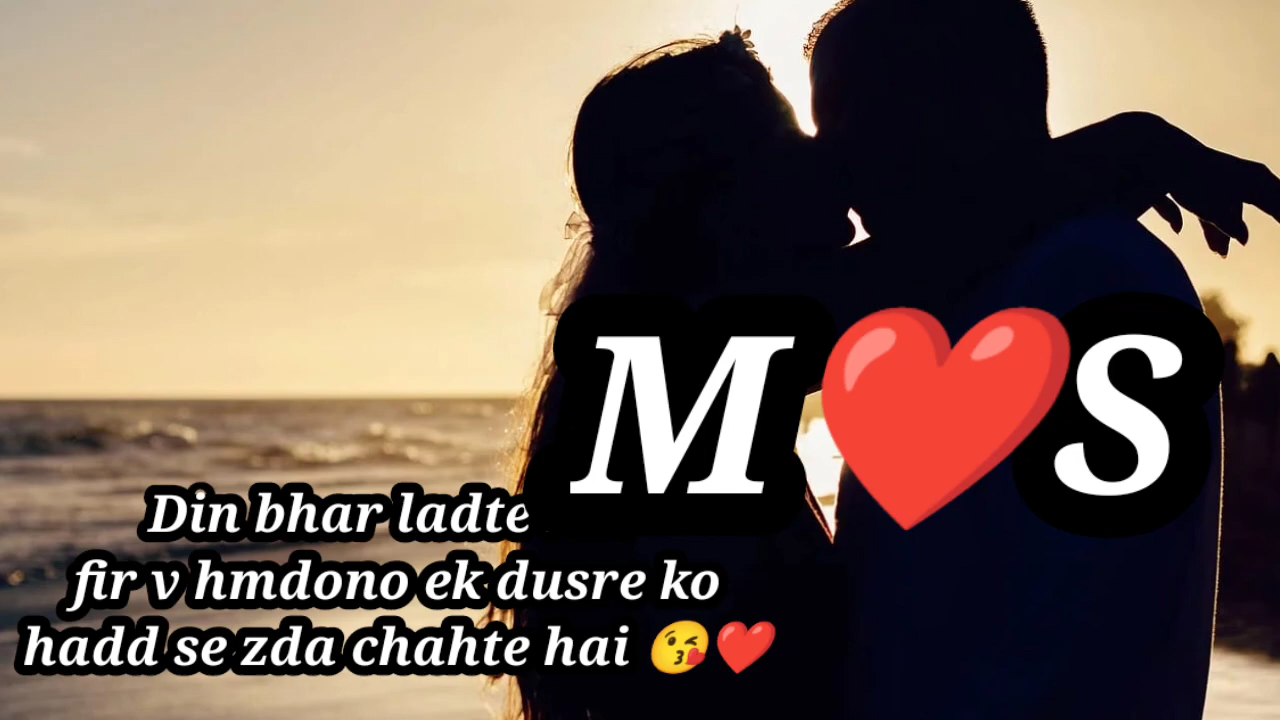 M❤️S
Din bhar ladte
fir v hmdono ek dusre ko
hadd se zda chahte hai 😘❤️